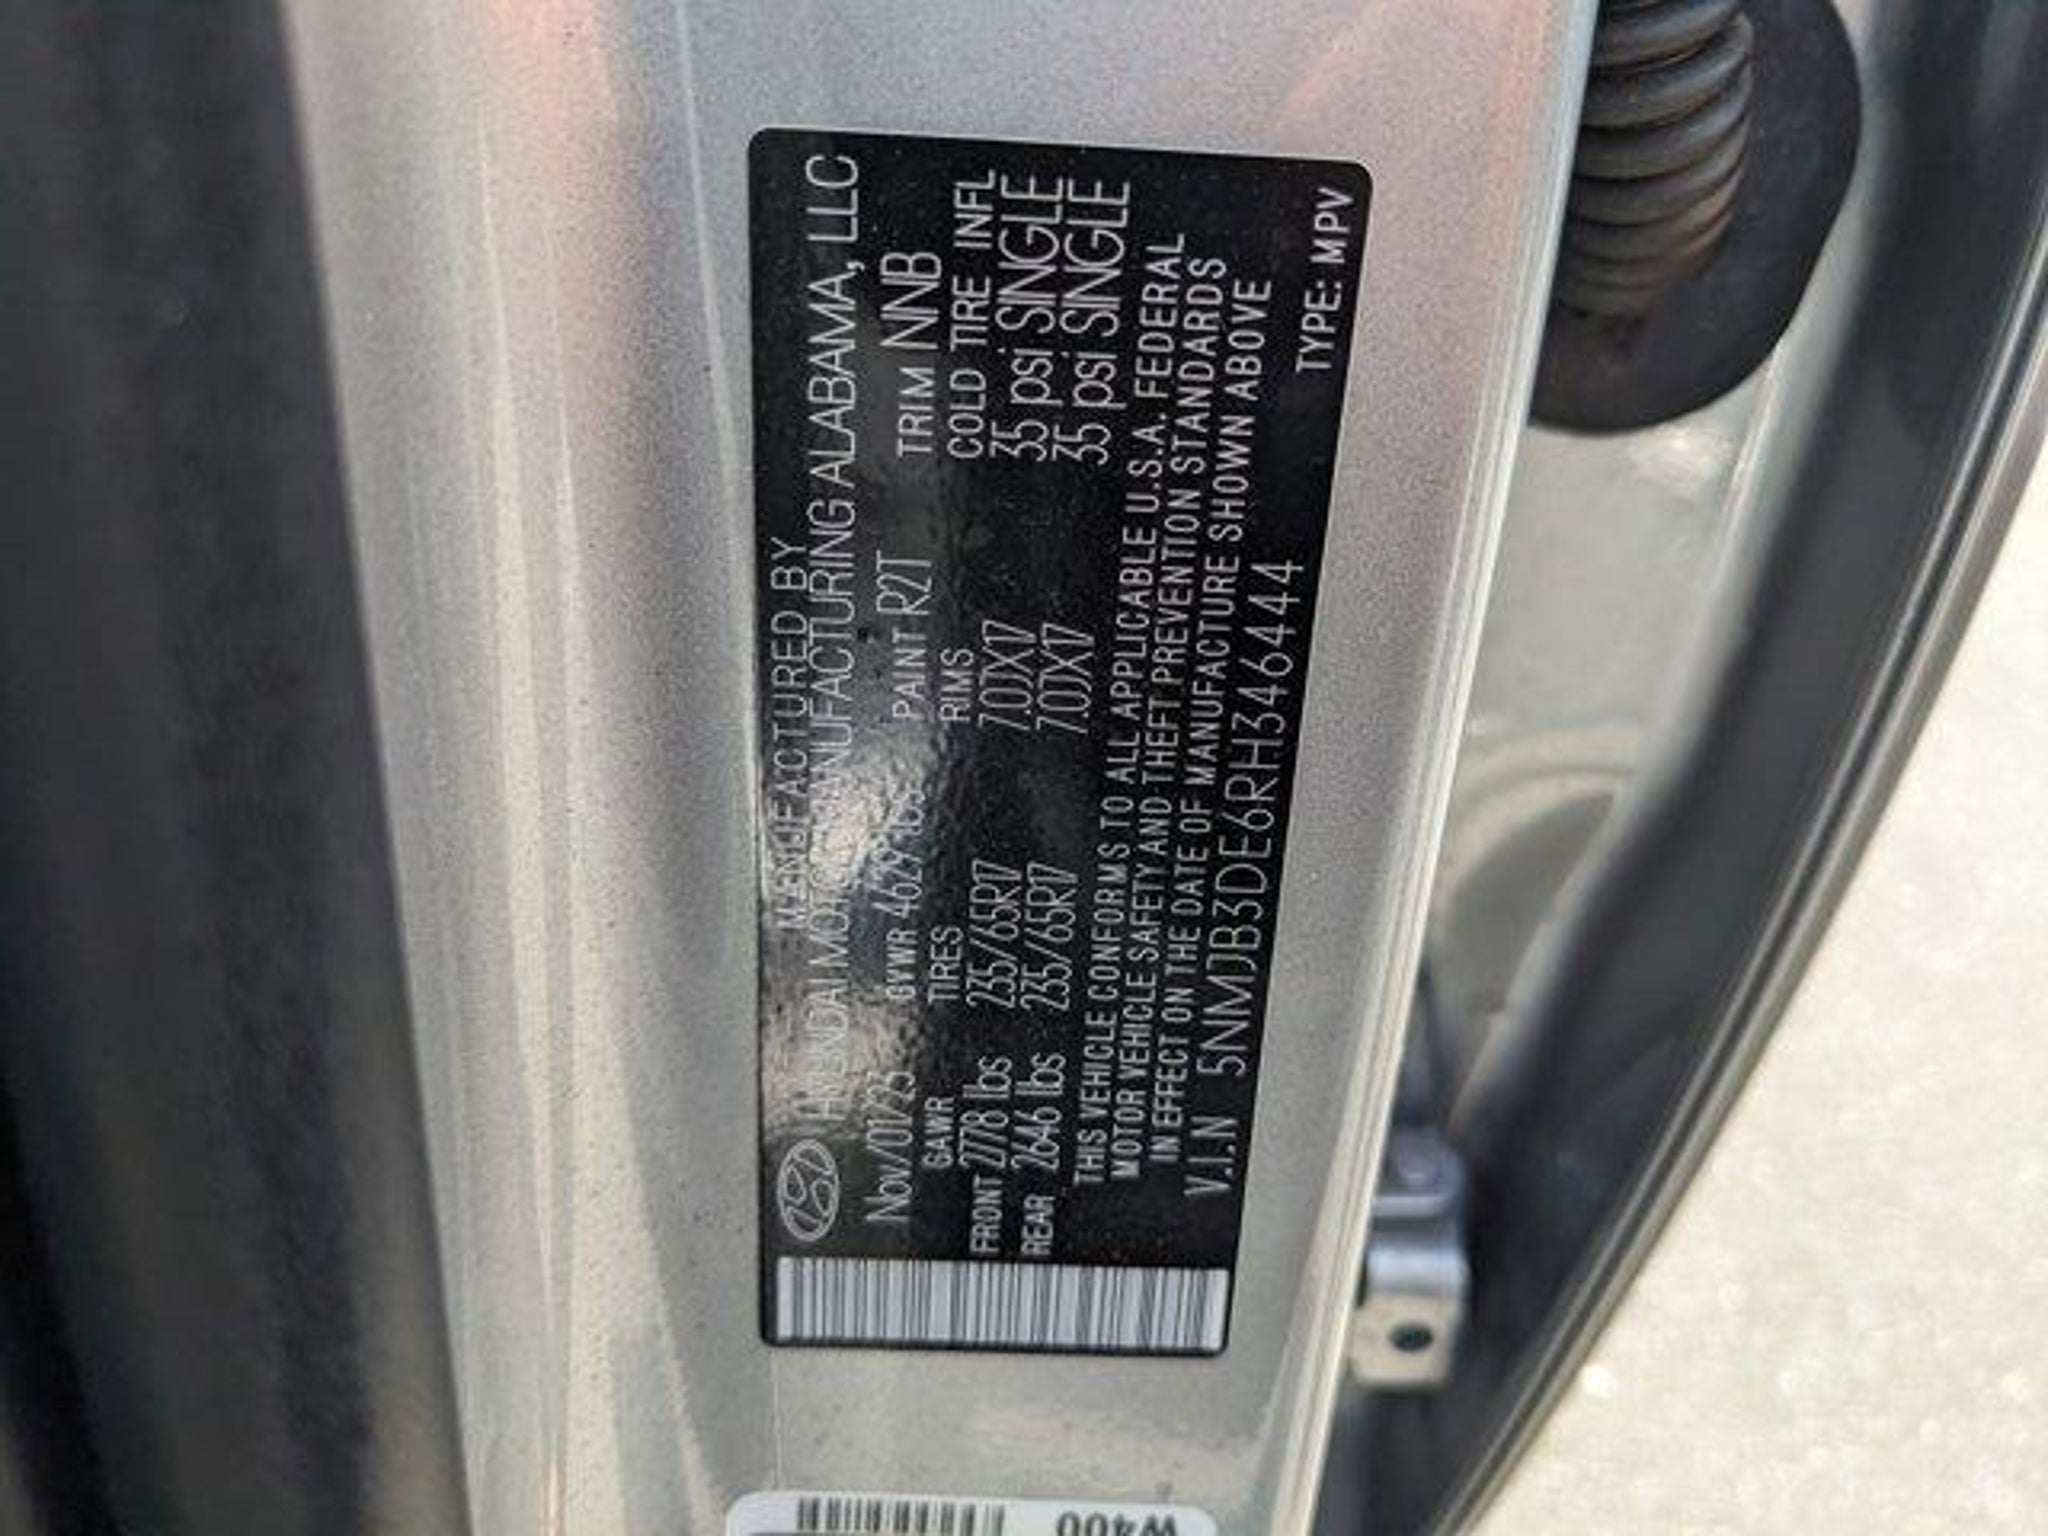 MANUFACTURED BY
HYUNDAI MOTOR MANUFACTURING ALABAMA, LLC
Nov/01/23 GVWR 4629 lbs PAINT R2T TRIM NNB
GAWR TIRES RIMS COLD TIRE INFL
FRONT 2778 lbs 235/65R17 7.0JX17 35 psi SINGLE
REAR 2646 lbs 235/65R17 7.0JX17 35 psi SINGLE
THIS VEHICLE CONFORMS TO ALL APPLICABLE U.S.A. FEDERAL
MOTOR VEHICLE SAFETY AND THEFT PREVENTION STANDARDS
IN EFFECT ON THE DATE OF MANUFACTURE SHOWN ABOVE
V.I.N 5NMJB3DE6RH346444
TYPE: MPV
W400